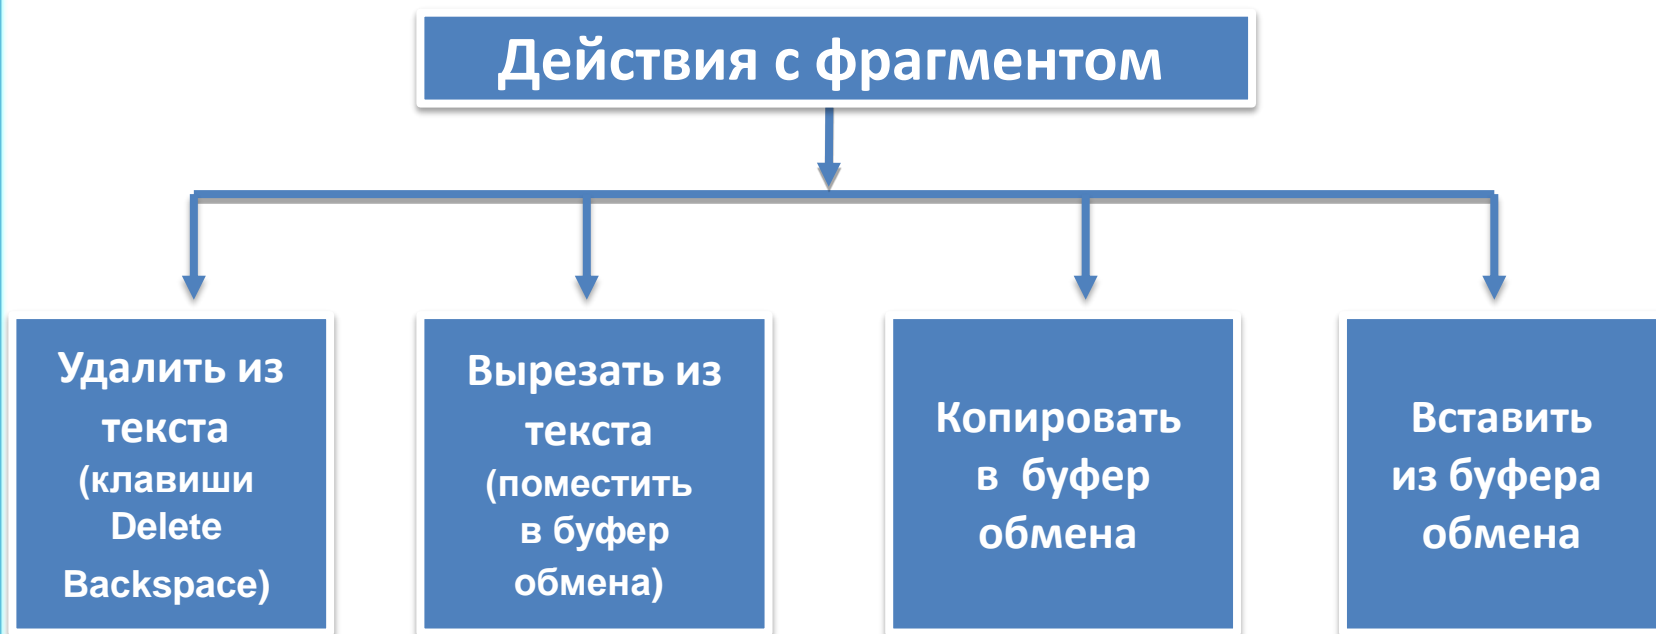 Действия с фрагментом
Удалить из
текста
(клавиши
Delete
Backspace)
Вырезать из
текста
(поместить
в буфер
обмена)
Копировать
в буфер
обмена
Вставить
из буфера
обмена